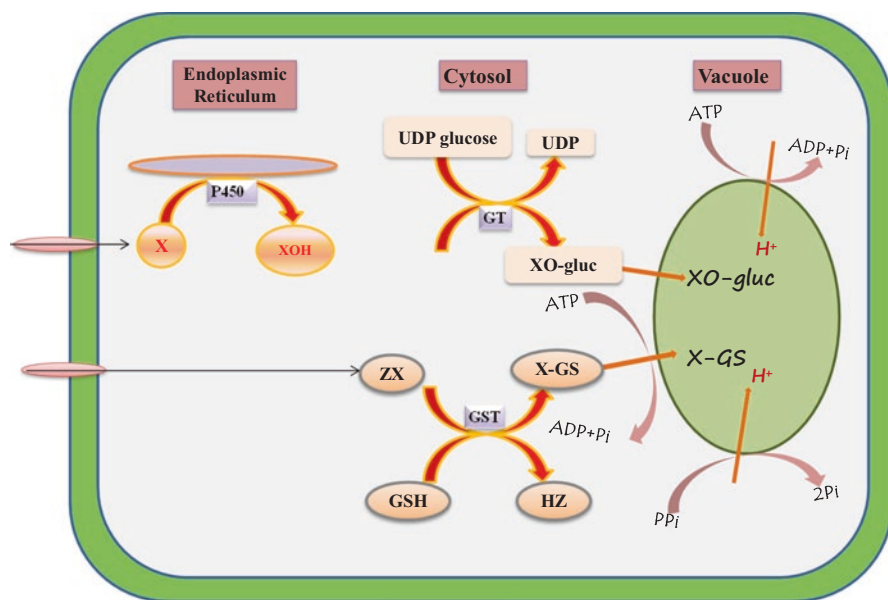 Endoplasmic
Reticulum
Cytosol
Vacuole
ATP
ADP+Pi
UDP glucose
UDP
P450
GT
X
XOH
H+
XO-gluc
XO-gluc
ATP
X-GS
ZX
X-GS
H+
GST
ADP+Pi
GSH
HZ
PPi
2Pi